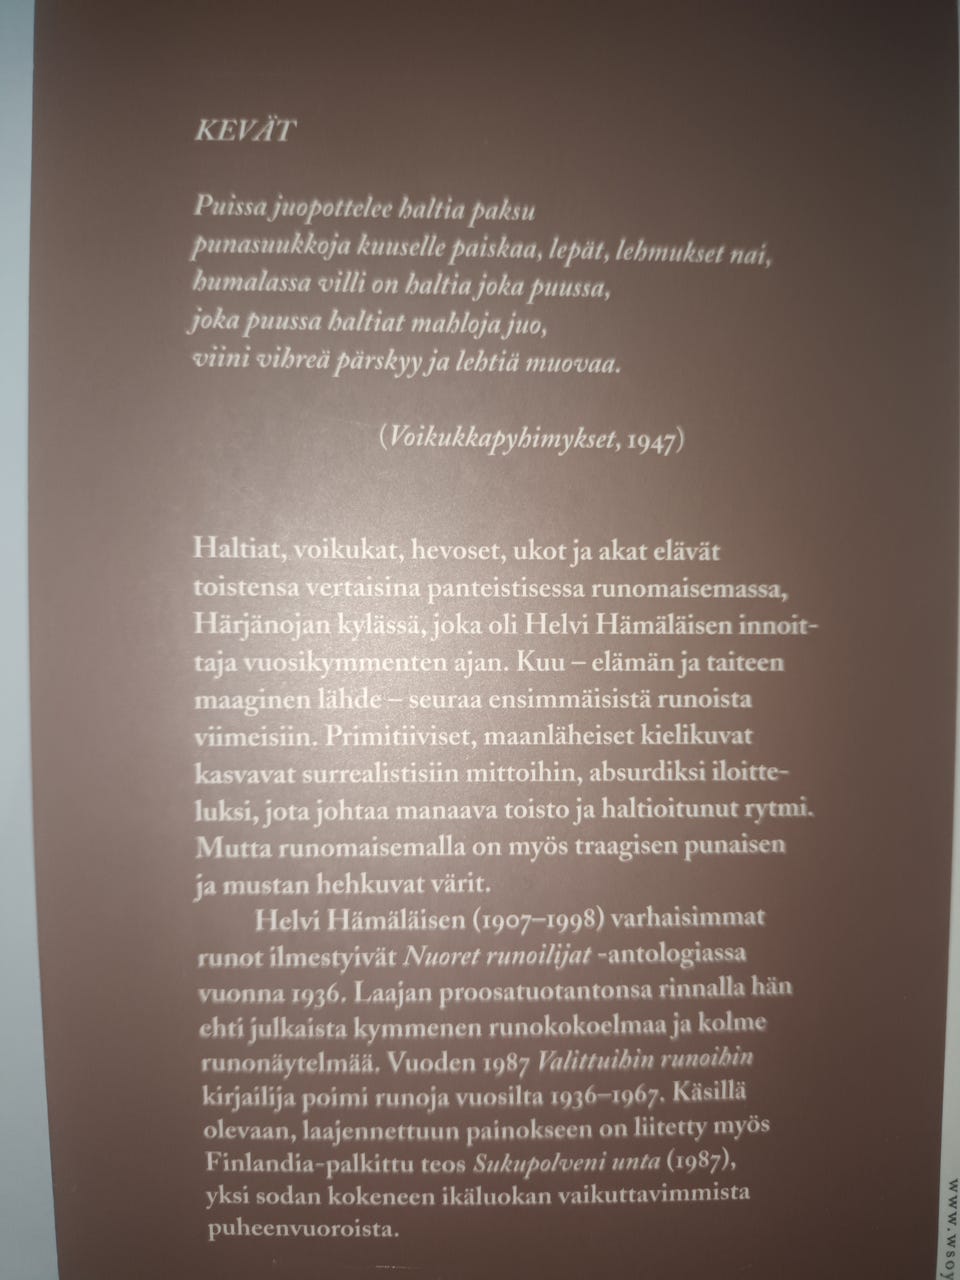 KEVÄT
Puissa juopottelee haltia paksu
punasuukkoja kuuselle paiskaa, lepät, lehmukset nai,
humalassa villi on haltia joka puussa,
joka puussa haltiat mahloja juo,
viini vihreä pärskyy ja lehtiä muovaa.
(Voikukkapyhimykset, 1947)
Haltiat, voikukat, hevoset, ukot ja akat elävät
toistensa vertaisina panteistisessa runomaisemassa,
Härjänojan kylässä, joka oli Helvi Hämäläisen innoit-
taja vuosikymmenten ajan. Kuu – elämän ja taiteen
maaginen lähde – seuraa ensimmäisistä runoista
viimeisiin. Primitiiviset, maanläheiset kielikuvat
kasvavat surrealistisiin mittoihin, absurdiksi iloitte-
luksi, jota johtaa manaava toisto ja haltioitunut rytmi.
Mutta runomaisemalla on myös traagisen punaisen
ja mustan hehkuvat värit.
Helvi Hämäläisen (1907–1998) varhaisimmat
runot ilmestyivät Nuoret runoilijat -antologiassa
vuonna 1936. Laajan proosatuotantonsa rinnalla hän
ehti julkaista kymmenen runokokoelmaa ja kolme
runonäytelmää. Vuoden 1987 Valittuihin runoihin
kirjailija poimi runoja vuosilta 1936–1967. Käsillä
olevaan, laajennettuun painokseen on liitetty myös
Finlandia-palkittu teos Sukupolveni unta (1987),
yksi sodan kokeneen ikäluokan vaikuttavimmista
puheenvuoroista.
www.wsoy